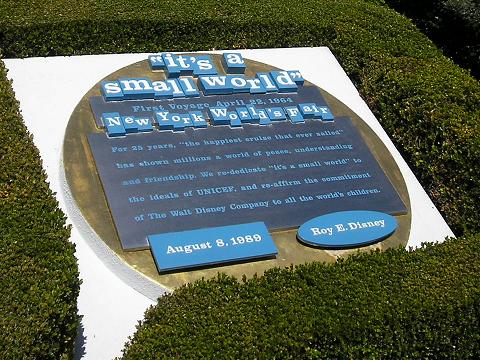 "it's a
small world"
First Voyage April 22, 1964
New York World's Fair
For 25 years, "the happiest cruise that ever sailed"
has shown millions a world of peace, understanding
and friendship. We re-dedicate "it's a small world" to
the ideals of UNICEF, and re-affirm the commitment
of The Walt Disney Company to all the world's children.
August 8, 1989
Roy E. Disney